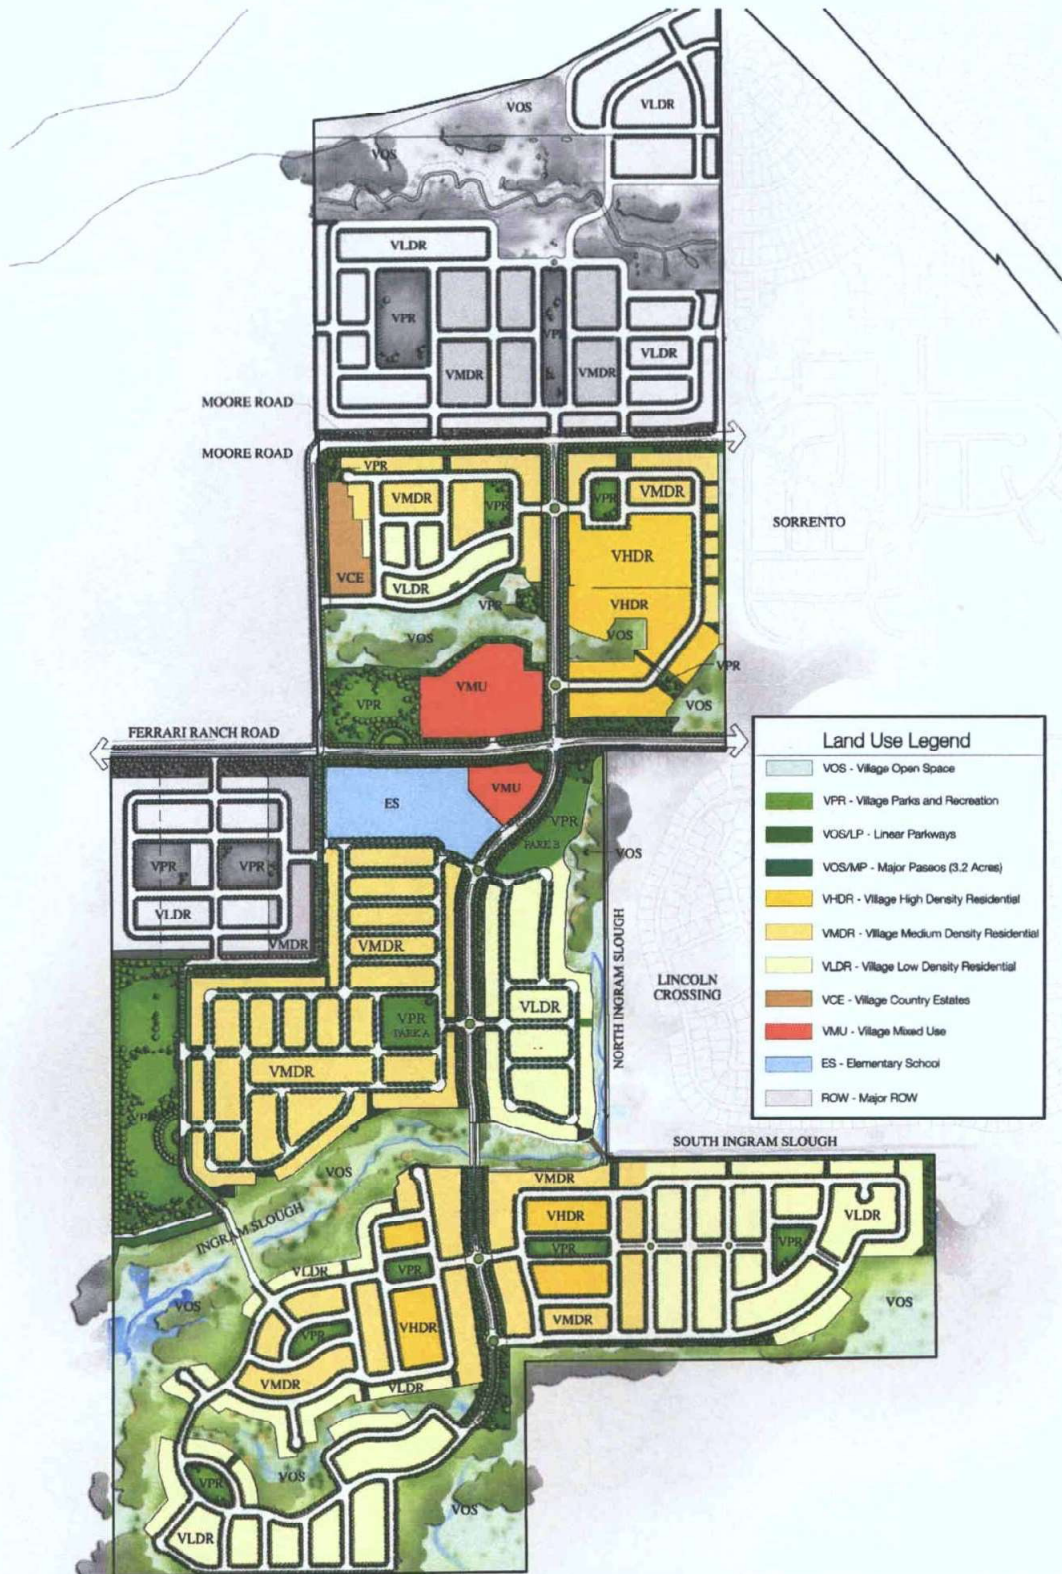 VOS
VLDR
VOS
VLDR
VPR
VPR
VLDR
VMDR
VMDR
MOORE ROAD
MOORE ROAD
VPR
VMDR
VPR
VPR
VMDR
SORRENTO
VHDR
VCE
VLDR
VHDR
VPR
VOS
VOS
VPR
VMU
VPR
VOS
FERRARI RANCH ROAD
Land Use Legend
VOS - Village Open Space
VPR - Village Parks and Recreation
VOS/LP - Linear Parkways
VOS/MP - Major Paseos (3.2 Acres)
VHDR - Village High Density Residential
VMDR - Village Medium Density Residential
VLDR - Village Low Density Residential
VCE - Village Country Estates
VMU - Village Mixed Use
ES - Elementary School
ROW - Major ROW
ES
VMU
VPR
PARK B
VOS
VPR
VPR
VLDR
VMDR
VMDR
NORTH INGRAM SLOUGH
LINCOLN
CROSSING
VLDR
VPR
PARK A
VMDR
VPR
SOUTH INGRAM SLOUGH
VOS
VMDR
INGRAM SLOUGH
VHDR
VLDR
VPR
VPR
VLDR
VPR
VOS
VOS
VPR
VHDR
VMDR
VMDR
VLDR
VOS
VPR
VOS
VLDR